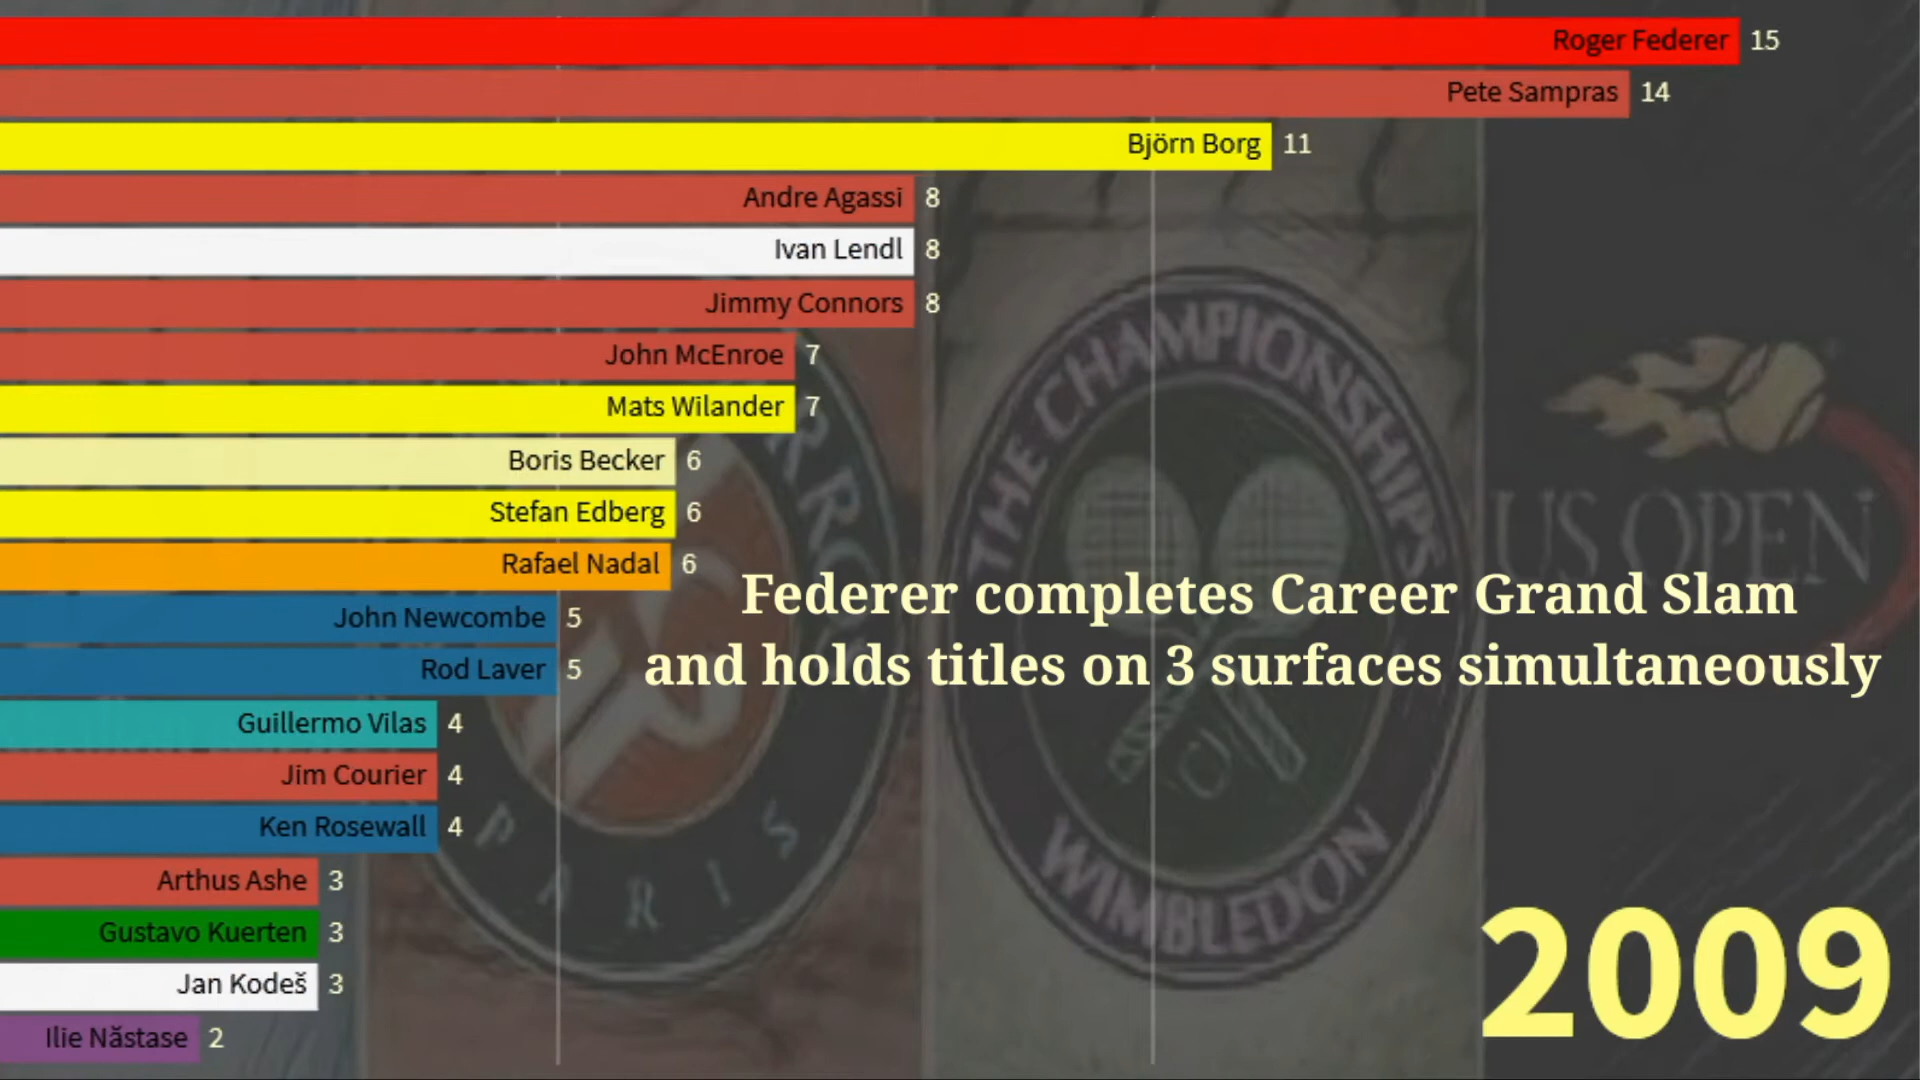 Roger Federer 15
Pete Sampras 14
Björn Borg 11
Andre Agassi 8
Ivan Lendl 8
Jimmy Connors 8
John McEnroe 7
Mats Wilander 7
Boris Becker 6
Stefan Edberg 6
Rafael Nadal 6
John Newcombe 5
Rod Laver 5
Guillermo Vilas 4
Jim Courier 4
Ken Rosewall 4
Arthus Ashe 3
Gustavo Kuerten 3
Jan Kodeš 3
Ilie Năstase 2
Federer completes Career Grand Slam
and holds titles on 3 surfaces simultaneously
2009
THE CHAMPIONSHIPS
WIMBLEDON
US OPEN
PARIS